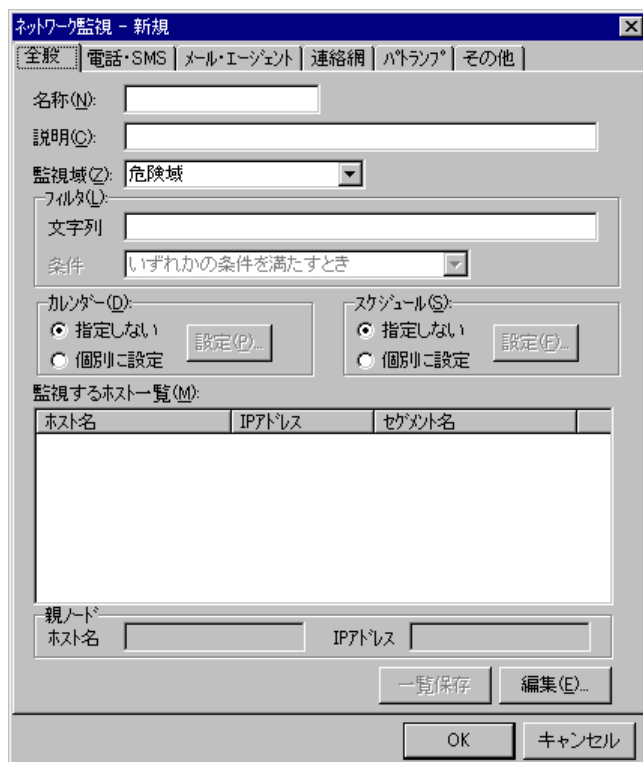 ネットワーク監視 - 新規
全般 電話・SMS メール・エージェント 連絡網 パトランプ その他
名称(N):
説明(C):
監視域(Z): 危険域
フィルタ(L):
文字列
条件 いずれかの条件を満たすとき
カレンダー(D): スケジュール(S):
指定しない 設定(P)... 指定しない 設定(F)...
個別に設定 個別に設定
監視するホスト一覧(M):
ホスト名 IPアドレス セグメント名
親ノード
ホスト名 IPアドレス
一覧保存 編集(E)...
OK キャンセル